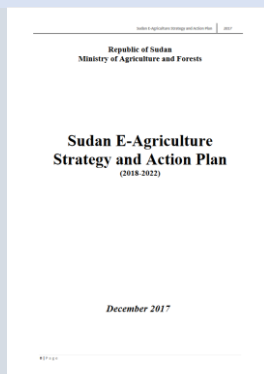 Sudan E-Agriculture Strategy and Action Plan 2017
Republic of Sudan
Ministry of Agriculture and Forests
Sudan E-Agriculture
Strategy and Action Plan
(2018-2022)
December 2017